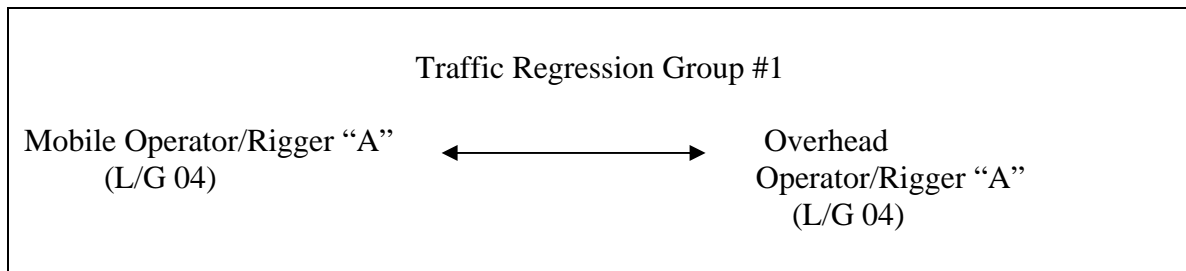 Traffic Regression Group #1
Mobile Operator/Rigger “A”
(L/G 04)
Overhead
Operator/Rigger “A”
(L/G 04)